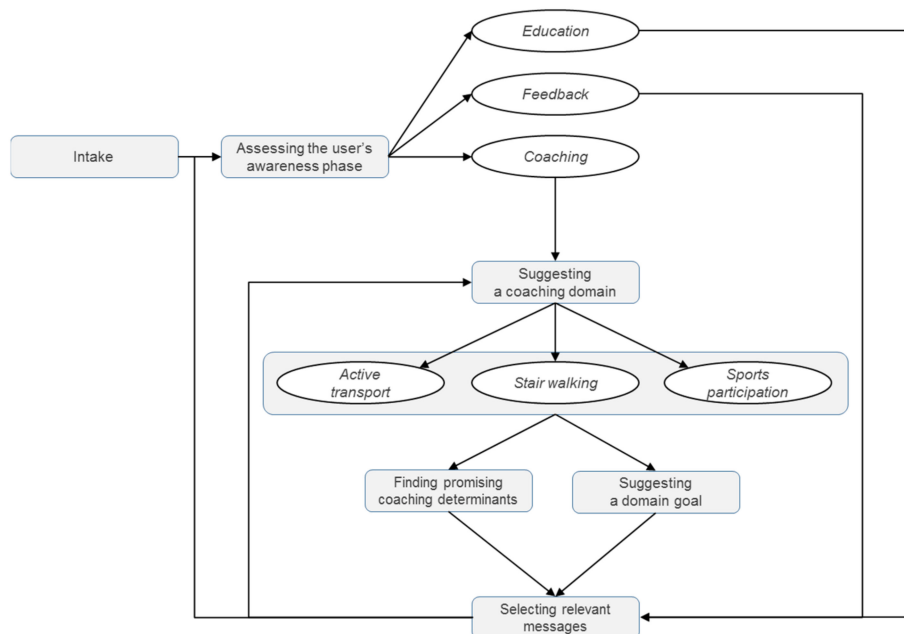 Education
Feedback
Intake
Assessing the user's
awareness phase
Coaching
Suggesting
a coaching domain
Active
transport
Stair walking
Sports
participation
Finding promising
coaching determinants
Suggesting
a domain goal
Selecting relevant
messages